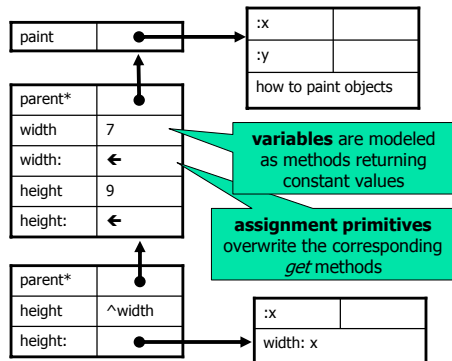 paint
:x
:y
how to paint objects
parent*
width 7
width: ←
height 9
height: ←
variables are modeled
as methods returning
constant values
assignment primitives
overwrite the corresponding
get methods
parent*
height ^width
height:
:x
width: x